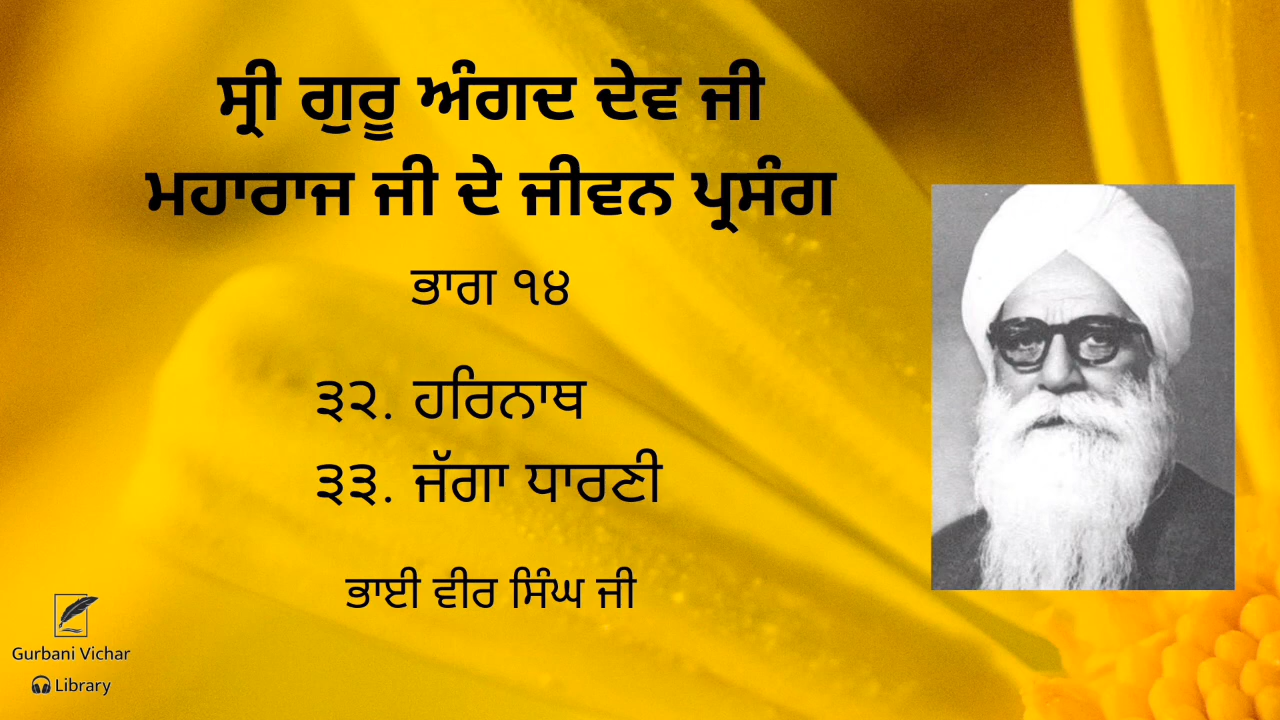 ਸ੍ਰੀ ਗੁਰੂ ਅੰਗਦ ਦੇਵ ਜੀ
ਮਹਾਰਾਜ ਜੀ ਦੇ ਜੀਵਨ ਪ੍ਰਸੰਗ
ਭਾਗ ੧੪
੩੨. ਹਰਿਨਾਥ
੩੩. ਜੱਗਾ ਧਾਰਣੀ
ਭਾਈ ਵੀਰ ਸਿੰਘ ਜੀ
Gurbani Vichar
Library